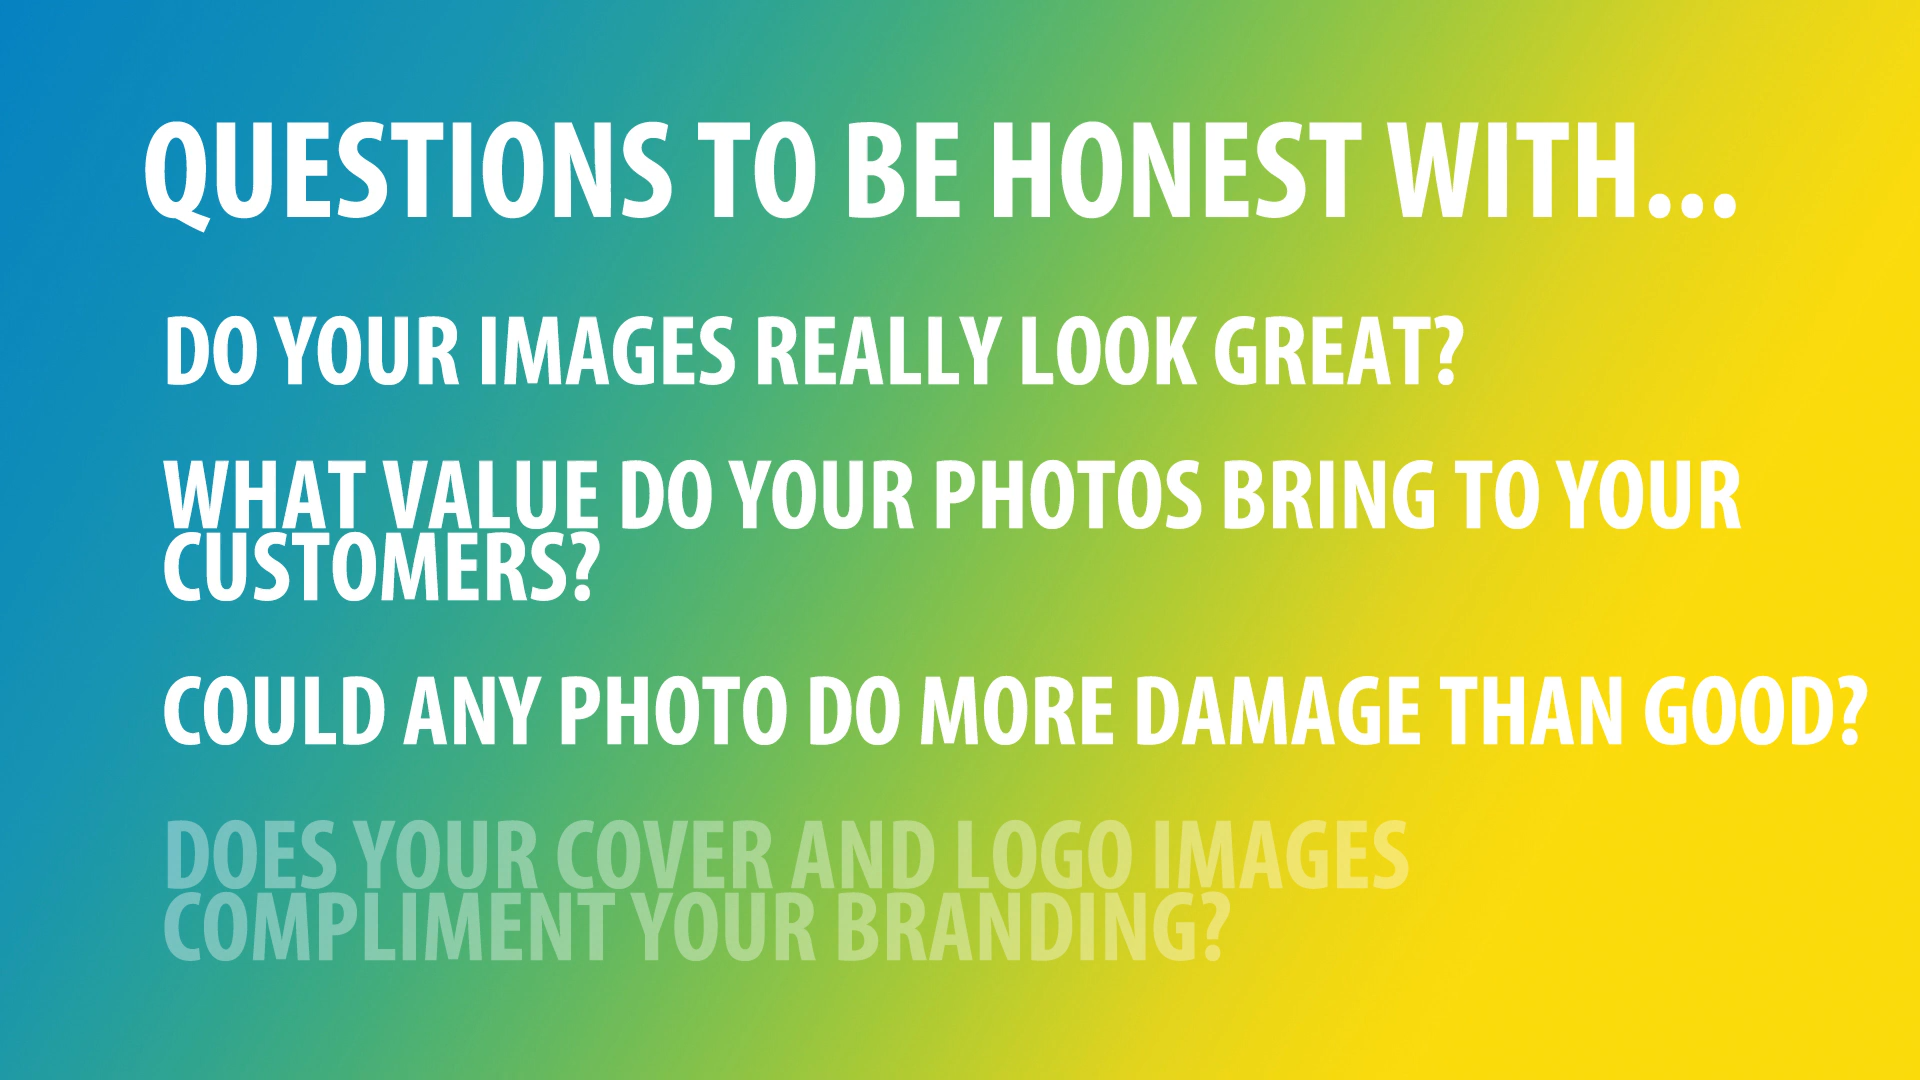 QUESTIONS TO BE HONEST WITH...
DO YOUR IMAGES REALLY LOOK GREAT?
WHAT VALUE DO YOUR PHOTOS BRING TO YOUR
CUSTOMERS?
COULD ANY PHOTO DO MORE DAMAGE THAN GOOD?
DOES YOUR COVER AND LOGO IMAGES
COMPLIMENT YOUR BRANDING?